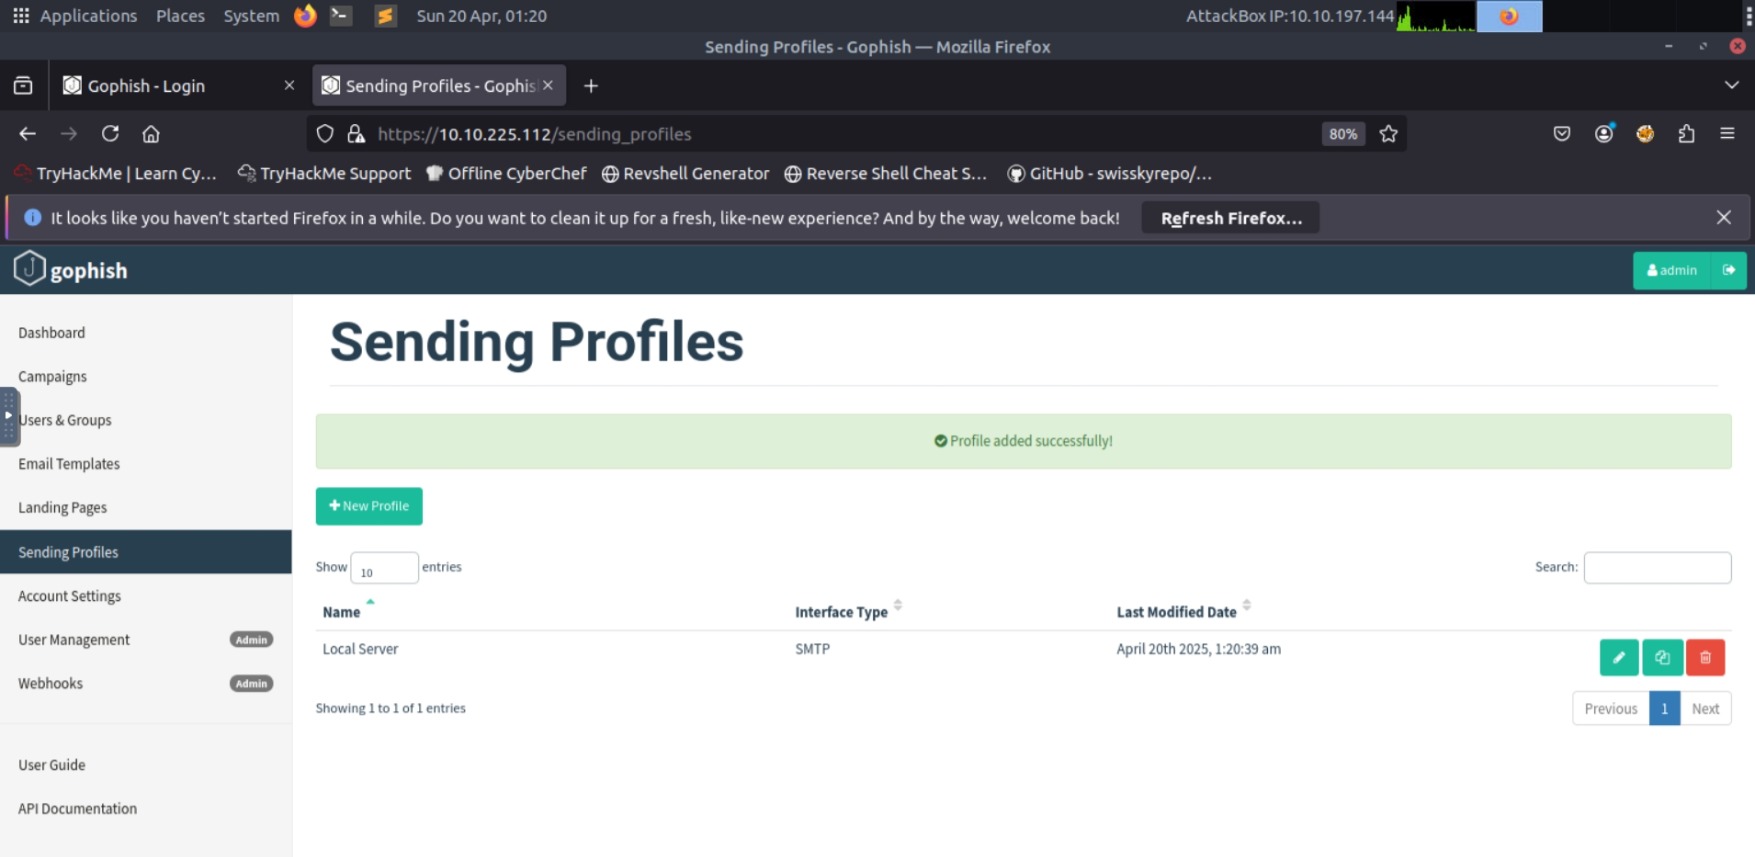 Applications Places System Sun 20 Apr, 01:20 AttackBox IP:10.10.197.144
Sending Profiles - Gophish — Mozilla Firefox
Gophish - Login Sending Profiles - Gophis
https://10.10.225.112/sending_profiles 80%
TryHackMe | Learn Cy... TryHackMe Support Offline CyberChef Revshell Generator Reverse Shell Cheat S... GitHub - swisskyrepo/...
It looks like you haven't started Firefox in a while. Do you want to clean it up for a fresh, like-new experience? And by the way, welcome back! Refresh Firefox...
gophish admin
Dashboard
Campaigns
Users & Groups
Email Templates
Landing Pages
Sending Profiles
Account Settings
User Management Admin
Webhooks Admin
User Guide
API Documentation
Sending Profiles
Profile added successfully!
+ New Profile
Show 10 entries Search:
Name Interface Type Last Modified Date
Local Server SMTP April 20th 2025, 1:20:39 am
Showing 1 to 1 of 1 entries Previous 1 Next